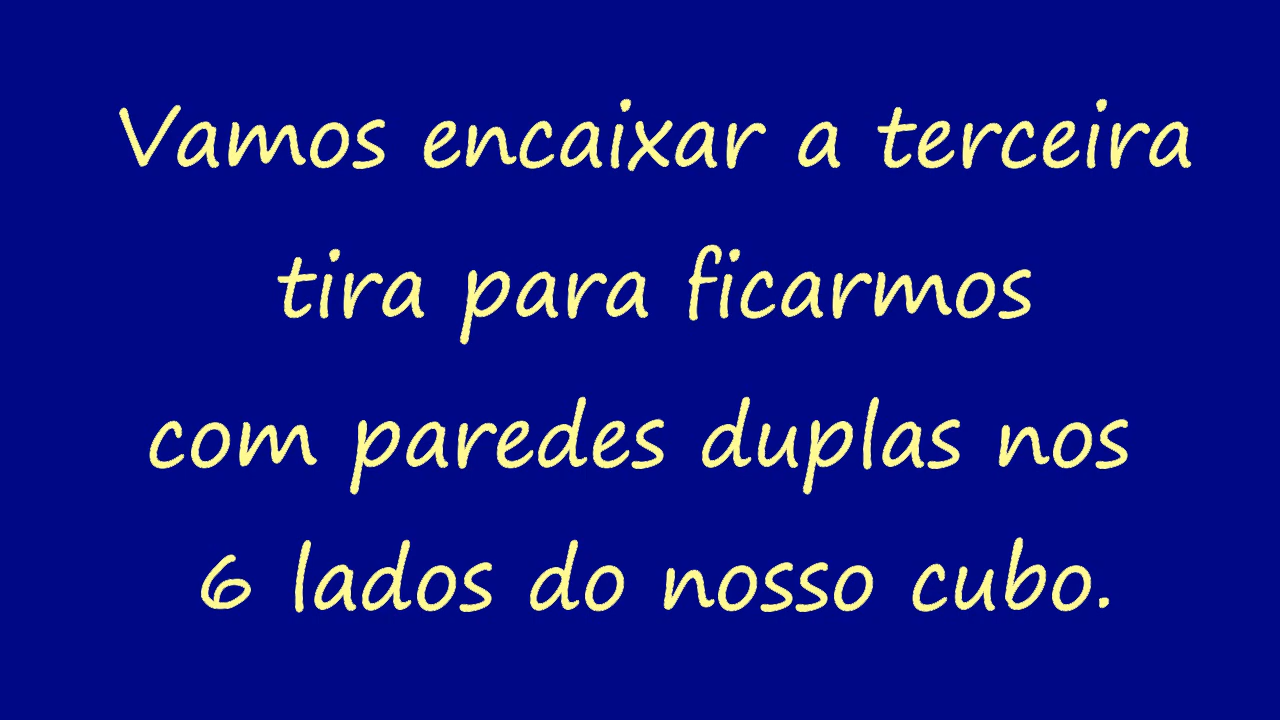 Vamos encaixar a terceira
tira para ficarmos
com paredes duplas nos
6 lados do nosso cubo.